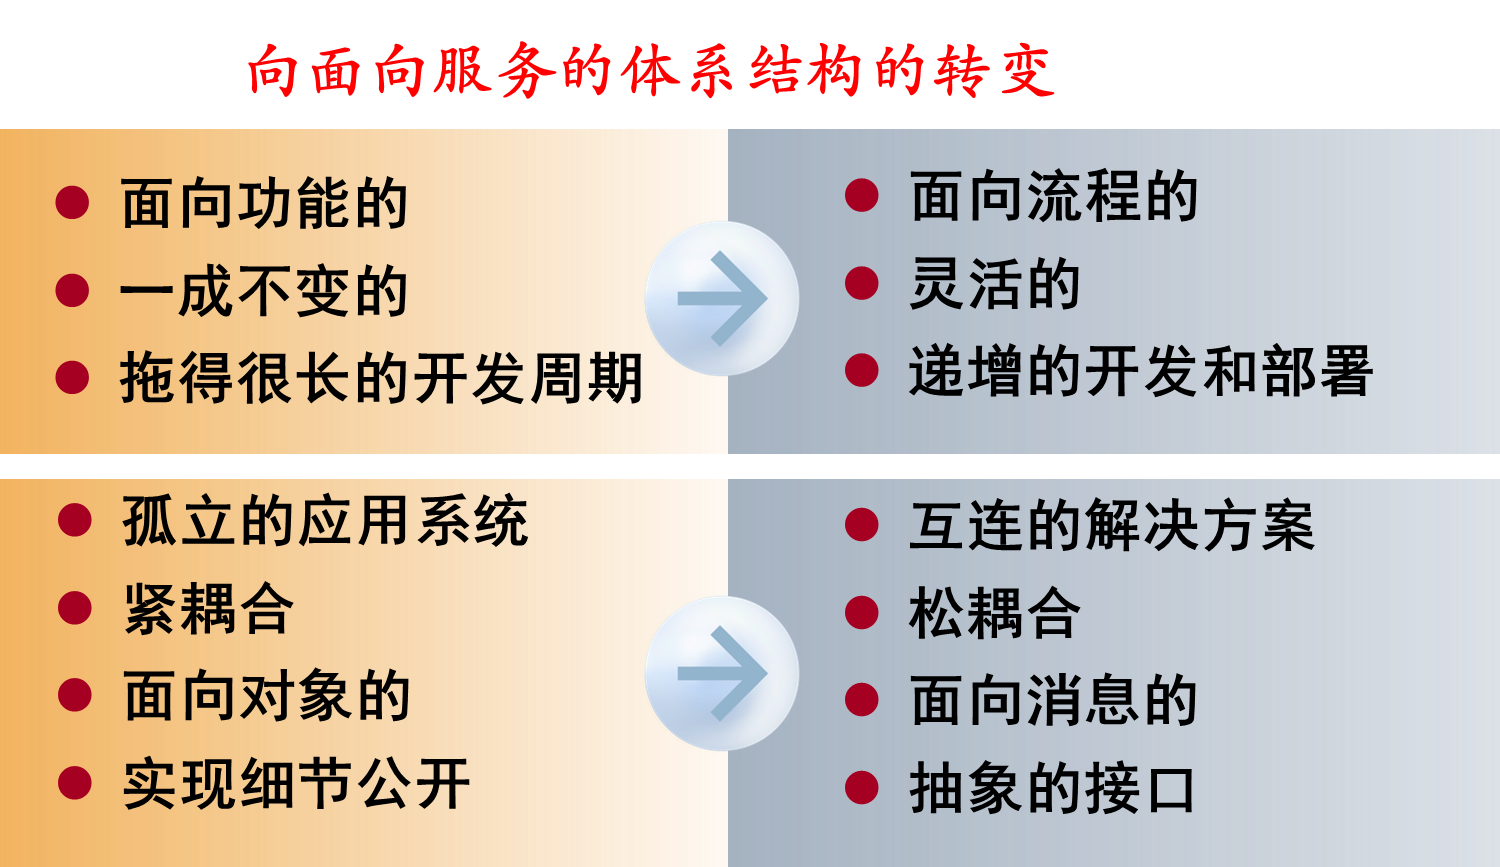 向面向服务的体系结构的转变
面向功能的
一成不变的
拖得很长的开发周期
面向流程的
灵活的
递增的开发和部署
孤立的应用系统
紧耦合
面向对象的
实现细节公开
互连的解决方案
松耦合
面向消息的
抽象的接口